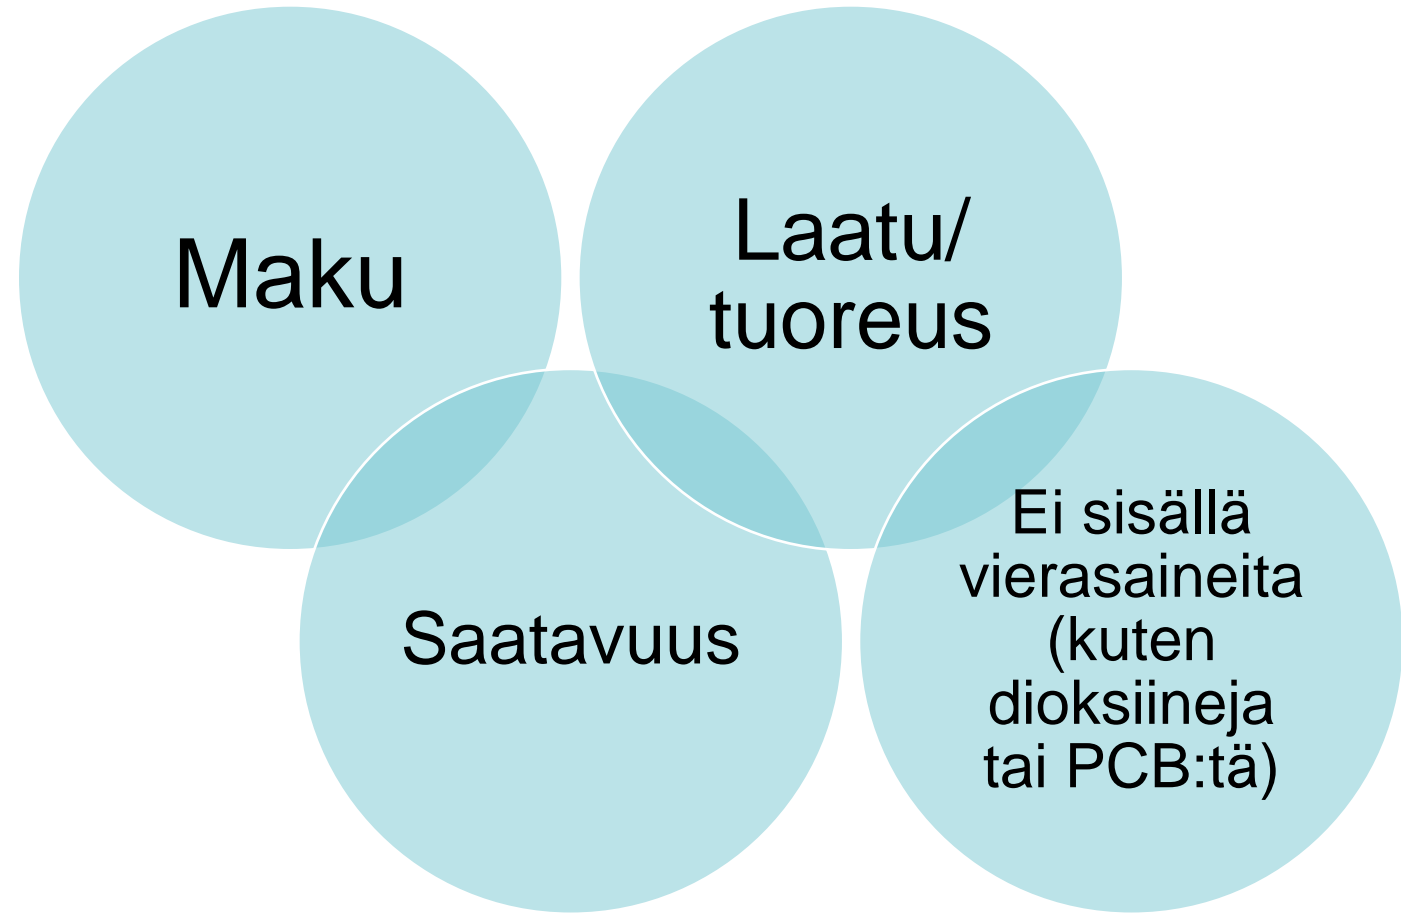 Maku
Laatu/
tuoreus
Saatavuus
Ei sisällä
vierasaineita
(kuten
dioksiineja
tai PCB:tä)